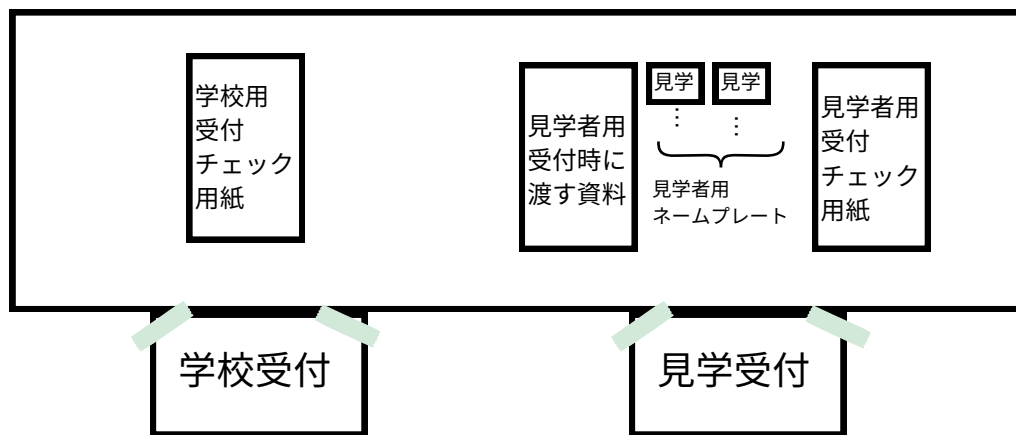 学校用
受付
チェック
用紙
見学者用
受付時に
渡す資料
見学
見学
⋮
⋮
見学者用
ネームプレート
見学者用
受付
チェック
用紙
学校受付
見学受付